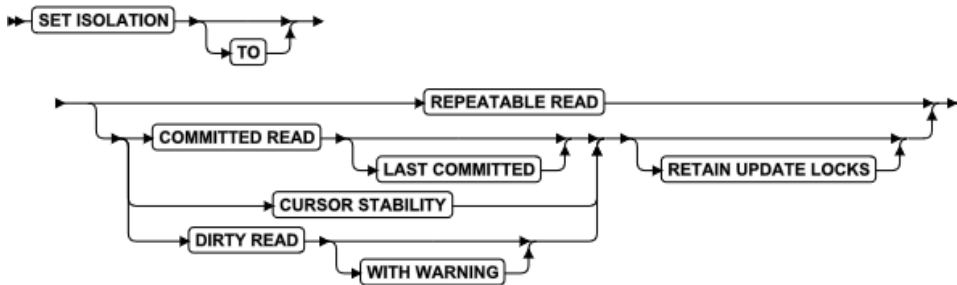 SET ISOLATION
TO
REPEATABLE READ
COMMITTED READ
LAST COMMITTED
RETAIN UPDATE LOCKS
CURSOR STABILITY
DIRTY READ
WITH WARNING